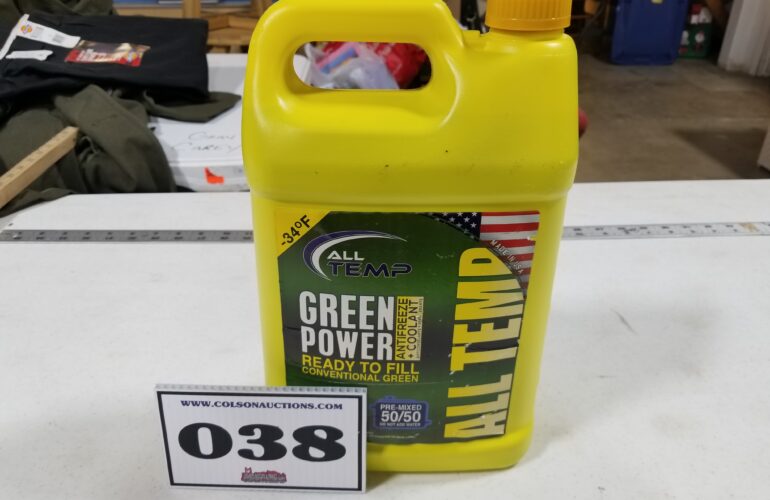 -34°F
ALL
TEMP
MADE IN USA
GREEN
POWER
ANTIFREEZE
+ COOLANT
READY TO FILL
CONVENTIONAL GREEN
PRE-MIXED
50/50
DO NOT ADD WATER
ALL TEMP
WWW.COLSONAUCTIONS.COM
038